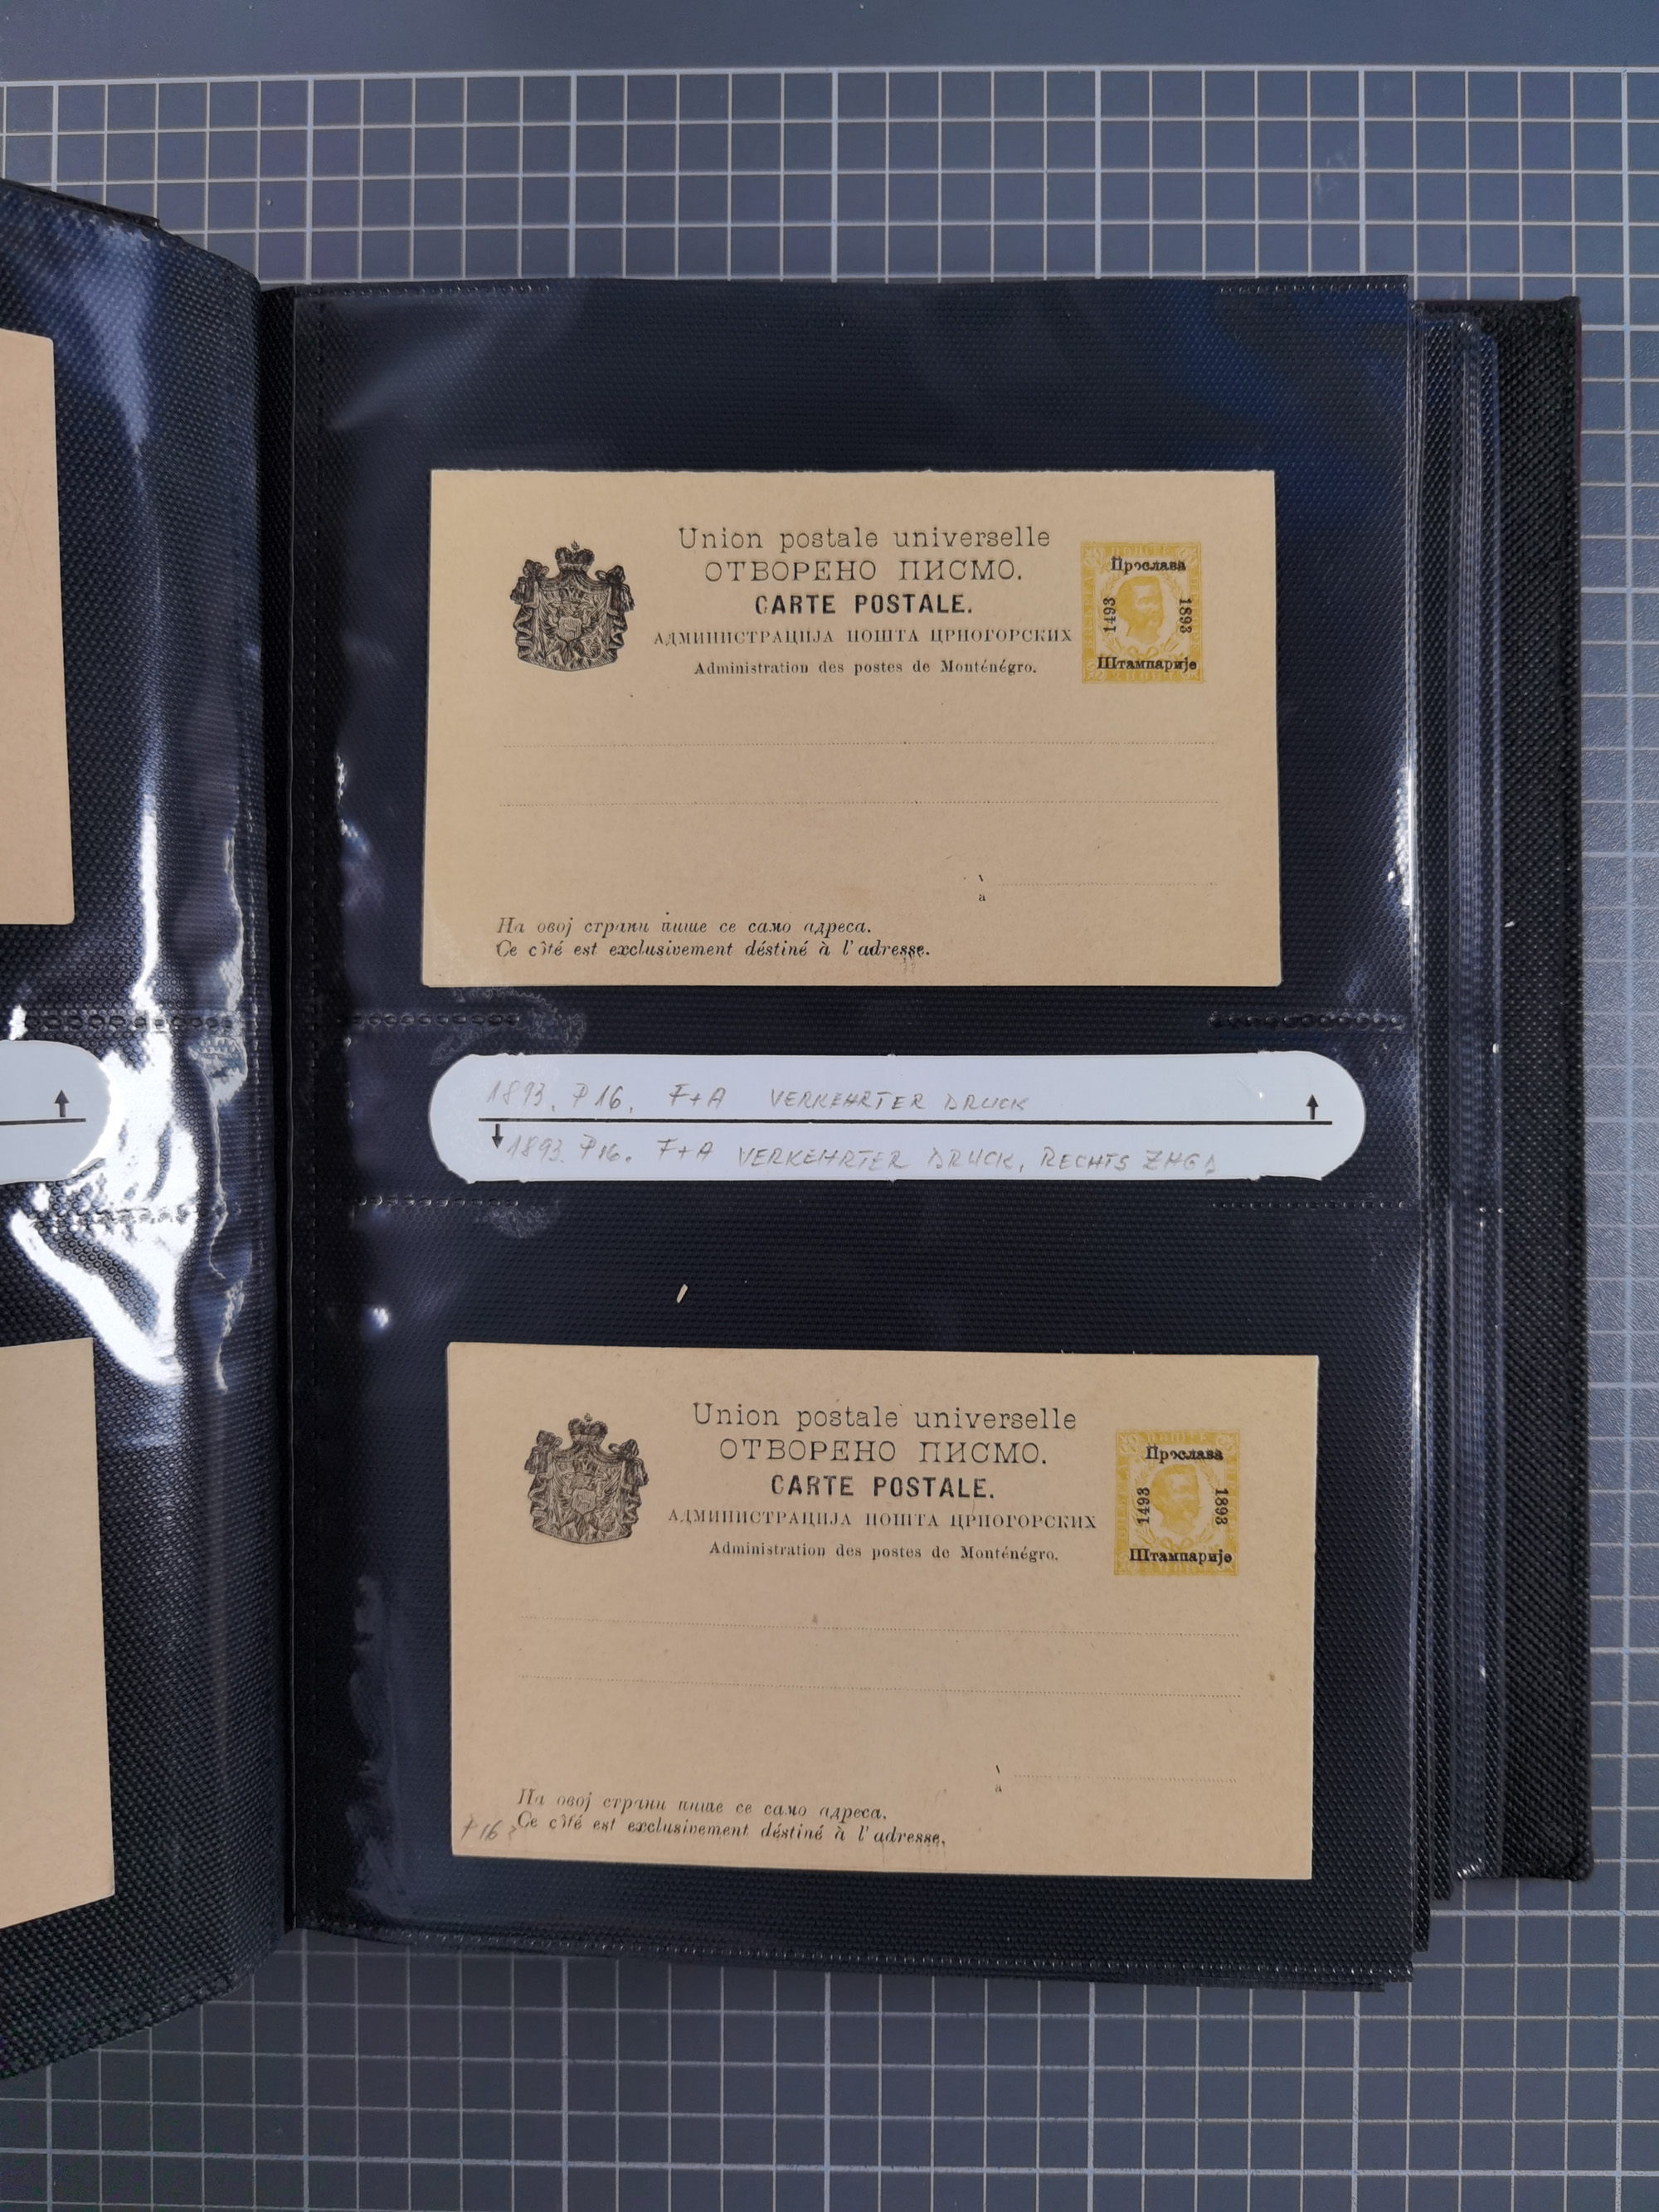 Union postale universelle
ОТВОРЕНО ПИСМО.
CARTE POSTALE.
АДМИНИСТРАЦИЈА ПОШТА ЦРНОГОРСКИХ
Administration des postes de Monténégro.
Прослава
1493
1893
Штампарије
a
На овој страни пише се само адреса.
Ce côté est exclusivement déstiné à l'adresse.
1893. P16. F+A VERKEHRTER DRUCK
1893. P16. F+A VERKEHRTER DRUCK, RECHTS
Union postale universelle
ОТВОРЕНО ПИСМО.
CARTE POSTALE.
АДМИНИСТРАЦИЈА ПОШТА ЦРНОГОРСКИХ
Administration des postes de Monténégro.
Прослава
1493
1893
Штампарије
a
На овој страни пише се само адреса.
Ce côté est exclusivement déstiné à l'adresse.
P16